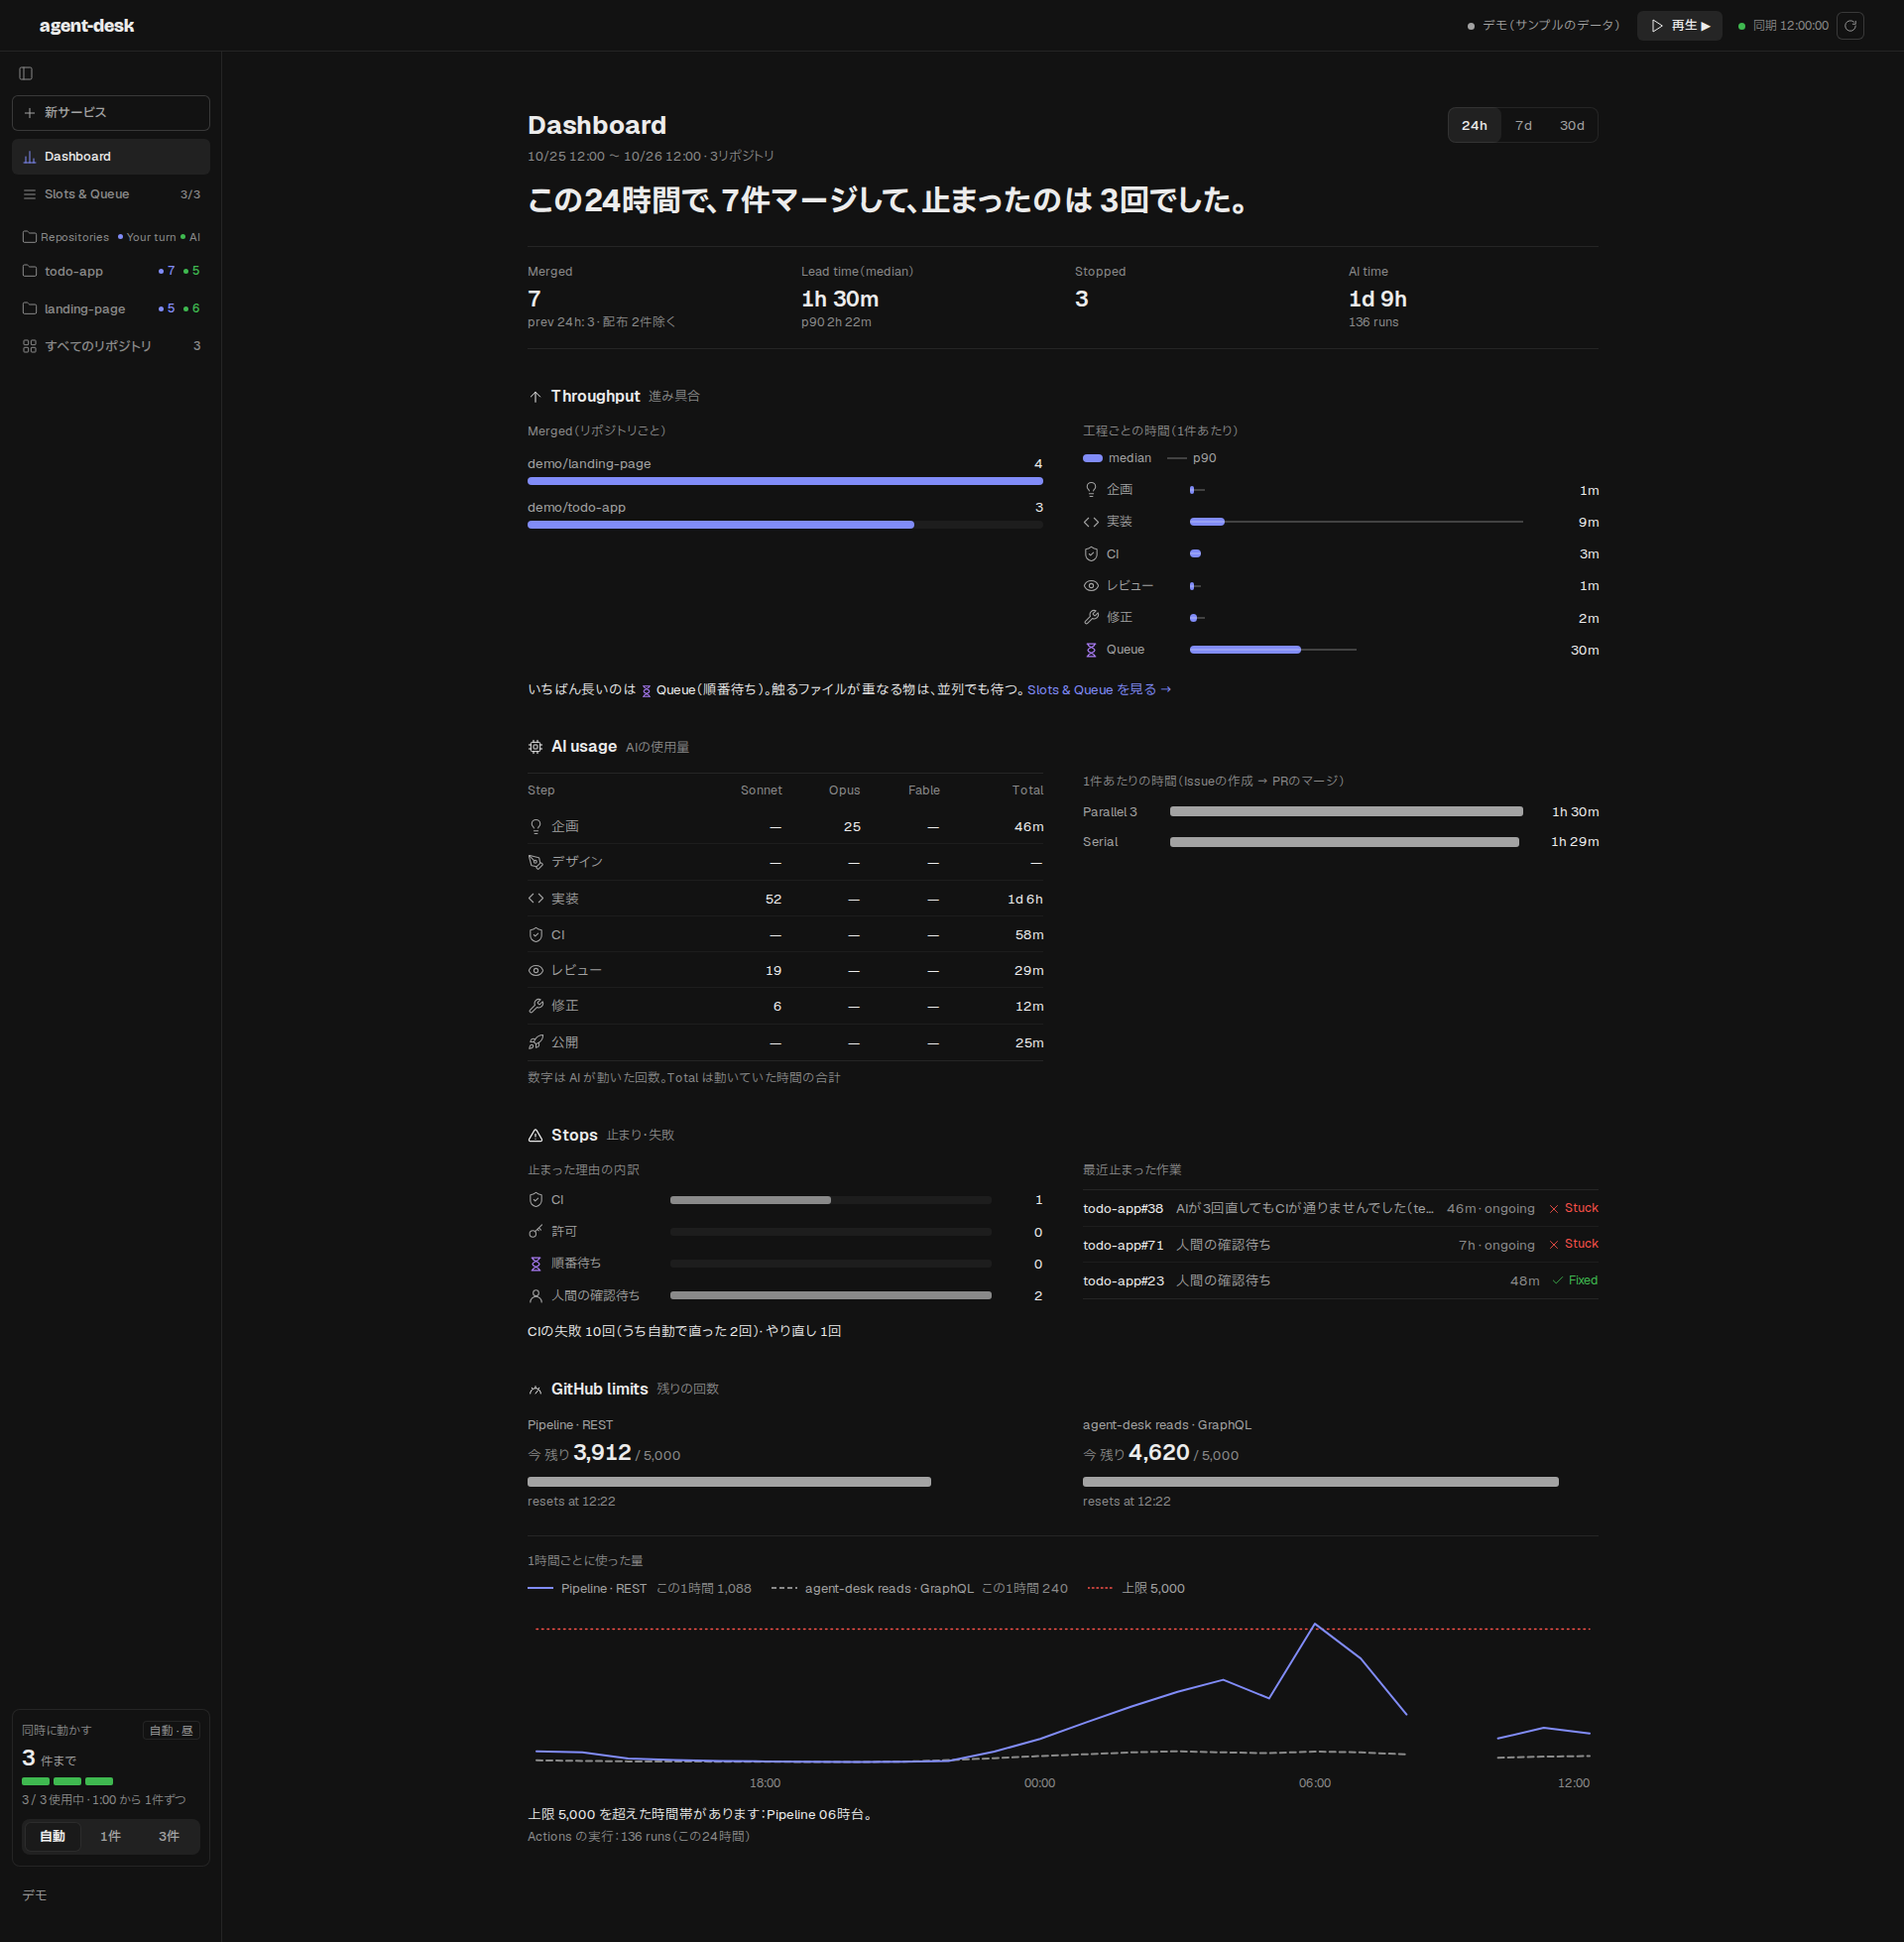 agent-desk
デモ（サンプルのデータ）
再生 ▶
同期 12:00:00
新サービス
Dashboard
Slots & Queue 3/3
Repositories Your turn AI
todo-app 7 5
landing-page 5 6
すべてのリポジトリ 3
Dashboard
24h 7d 30d
10/25 12:00 〜 10/26 12:00 · 3リポジトリ
この24時間で、7件マージして、止まったのは 3回でした。
Merged
7
prev 24h: 3 · 配布 2件除く
Lead time（median）
1h 30m
p90 2h 22m
Stopped
3
AI time
1d 9h
136 runs
Throughput 進み具合
Merged（リポジトリごと）
demo/landing-page 4
demo/todo-app 3
工程ごとの時間（1件あたり）
median p90
企画 1m
実装 9m
CI 3m
レビュー 1m
修正 2m
Queue 30m
いちばん長いのは Queue（順番待ち）。触るファイルが重なる物は、並列でも待つ。 Slots & Queue を見る →
AI usage AIの使用量
Step Sonnet Opus Fable Total
企画 — 25 — 46m
デザイン — — — —
実装 52 — — 1d 6h
CI — — — 58m
レビュー 19 — — 29m
修正 6 — — 12m
公開 — — — 25m
数字は AI が動いた回数。Total は動いていた時間の合計
1件あたりの時間（Issueの作成 → PRのマージ）
Parallel 3 1h 30m
Serial 1h 29m
Stops 止まり・失敗
止まった理由の内訳
CI 1
許可 0
順番待ち 0
人間の確認待ち 2
CIの失敗 10回（うち自動で直った 2回）· やり直し 1回
最近止まった作業
todo-app#38 AIが3回直してもCIが通りませんでした（te… 46m · ongoing Stuck
todo-app#71 人間の確認待ち 7h · ongoing Stuck
todo-app#23 人間の確認待ち 48m Fixed
GitHub limits 残りの回数
Pipeline · REST
今 残り 3,912 / 5,000
resets at 12:22
agent-desk reads · GraphQL
今 残り 4,620 / 5,000
resets at 12:22
1時間ごとに使った量
Pipeline · REST この1時間 1,088 agent-desk reads · GraphQL この1時間 240 上限 5,000
18:00 00:00 06:00 12:00
上限 5,000 を超えた時間帯があります：Pipeline 06時台。
Actions の実行：136 runs（この24時間）
同時に動かす 自動 · 昼
3 件まで
3 / 3 使用中 · 1:00 から 1件ずつ
自動 1件 3件
デモ